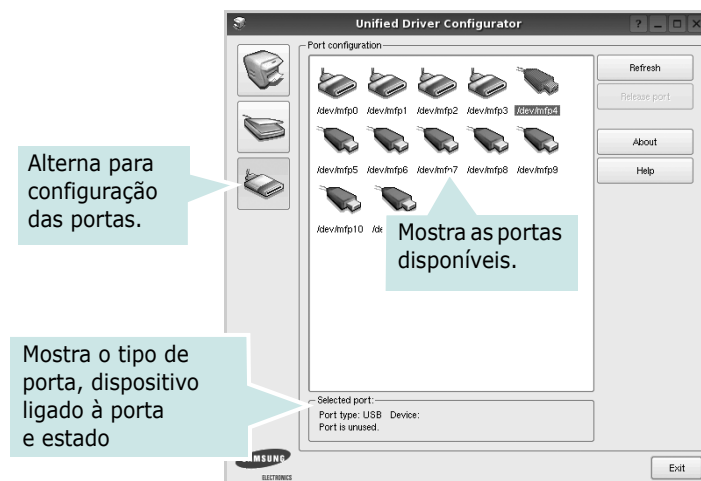 Unified Driver Configurator
Port configuration
/dev/mfp0 /dev/mfp1 /dev/mfp2 /dev/mfp3 /dev/mfp4
Refresh
Release port
About
Help
/dev/mfp5 /dev/mfp6 /dev/mfp7 /dev/mfp8 /dev/mfp9
/dev/mfp10
Alterna para
configuração
das portas.
Mostra as portas
disponíveis.
Mostra o tipo de
porta, dispositivo
ligado à porta
e estado
Selected port:
Port type: USB Device:
Port is unused.
ELECTRONICS
Exit